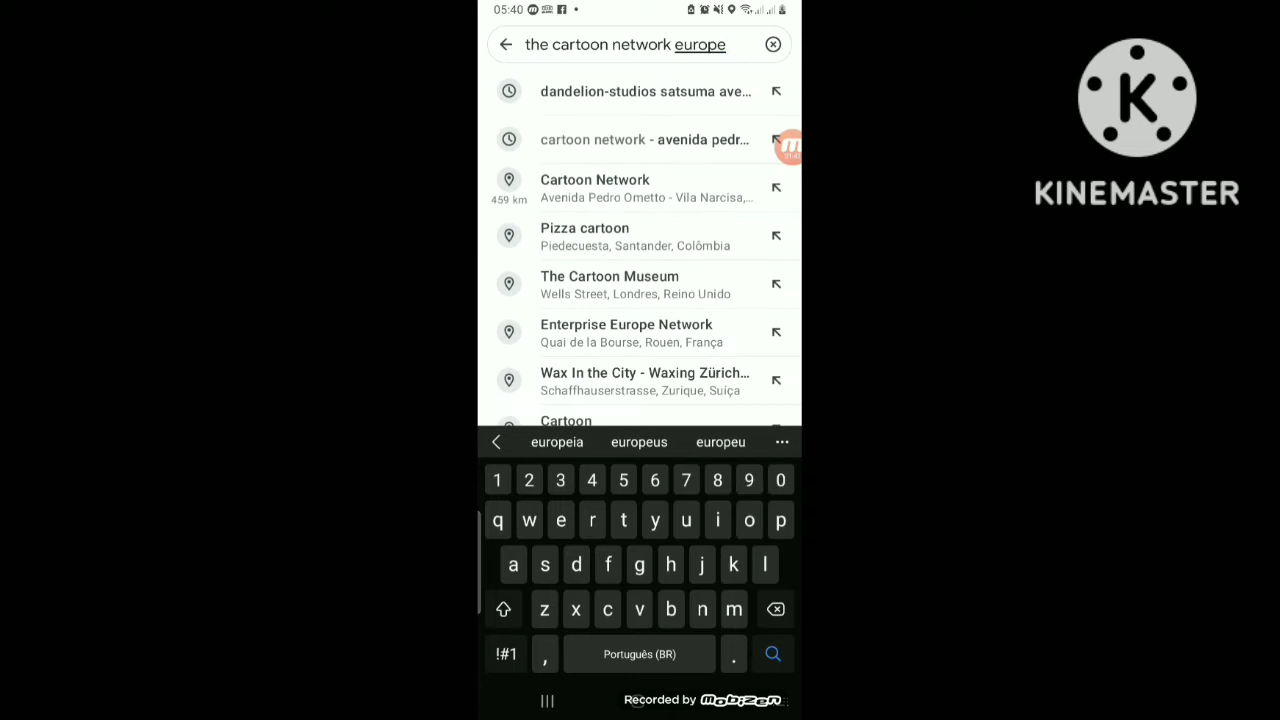 05:40
the cartoon network europe
dandelion-studios satsuma ave...
cartoon network - avenida pedr...
Cartoon Network
459 km
Avenida Pedro Ometto - Vila Narcisa,...
Pizza cartoon
Piedecuesta, Santander, Colômbia
The Cartoon Museum
Wells Street, Londres, Reino Unido
Enterprise Europe Network
Quai de la Bourse, Rouen, França
Wax In the City - Waxing Zürich...
Schaffhauserstrasse, Zurique, Suíça
Cartoon
europeia europeus europeu
1 2 3 4 5 6 7 8 9 0
q w e r t y u i o p
a s d f g h j k l
z x c v b n m
!#1 , Português (BR) .
Recorded by mobizen
K
KINEMASTER